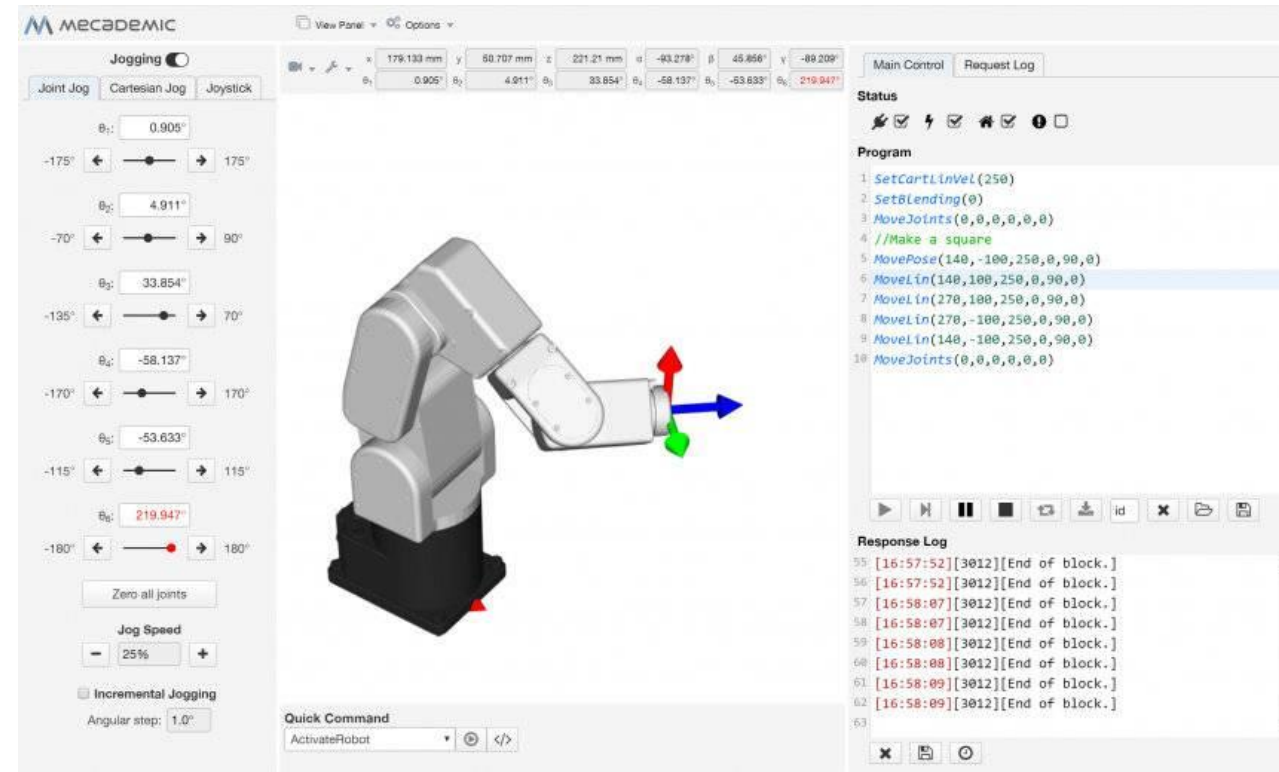 MECADEMIC
View Panel Options
Jogging
Joint Jog Cartesian Jog Joystick
θ1: 0.905°
-175° 175°
θ2: 4.911°
-70° 90°
θ3: 33.854°
-135° 70°
θ4: -58.137°
-170° 170°
θ5: -53.633°
-115° 115°
θ6: 219.947°
-180° 180°
Zero all joints
Jog Speed
- 25% +
Incremental Jogging
Angular step: 1.0°
x 179.133 mm y 50.707 mm z 221.21 mm α -93.278° β 45.856° γ -89.209°
θ1 0.905° θ2 4.911° θ3 33.854° θ4 -58.137° θ5 -53.633° θ6 219.947°
Quick Command
ActivateRobot </>
Main Control Request Log
Status
Program
1 SetCartLinVel(250)
2 SetBlending(0)
3 MoveJoints(0,0,0,0,0,0)
4 //Make a square
5 MovePose(140,-100,250,0,90,0)
6 MoveLin(140,100,250,0,90,0)
7 MoveLin(270,100,250,0,90,0)
8 MoveLin(270,-100,250,0,90,0)
9 MoveLin(140,-100,250,0,90,0)
10 MoveJoints(0,0,0,0,0,0)
id
Response Log
55 [16:57:52][3012][End of block.]
56 [16:57:52][3012][End of block.]
57 [16:58:07][3012][End of block.]
58 [16:58:07][3012][End of block.]
59 [16:58:08][3012][End of block.]
60 [16:58:08][3012][End of block.]
61 [16:58:09][3012][End of block.]
62 [16:58:09][3012][End of block.]
63